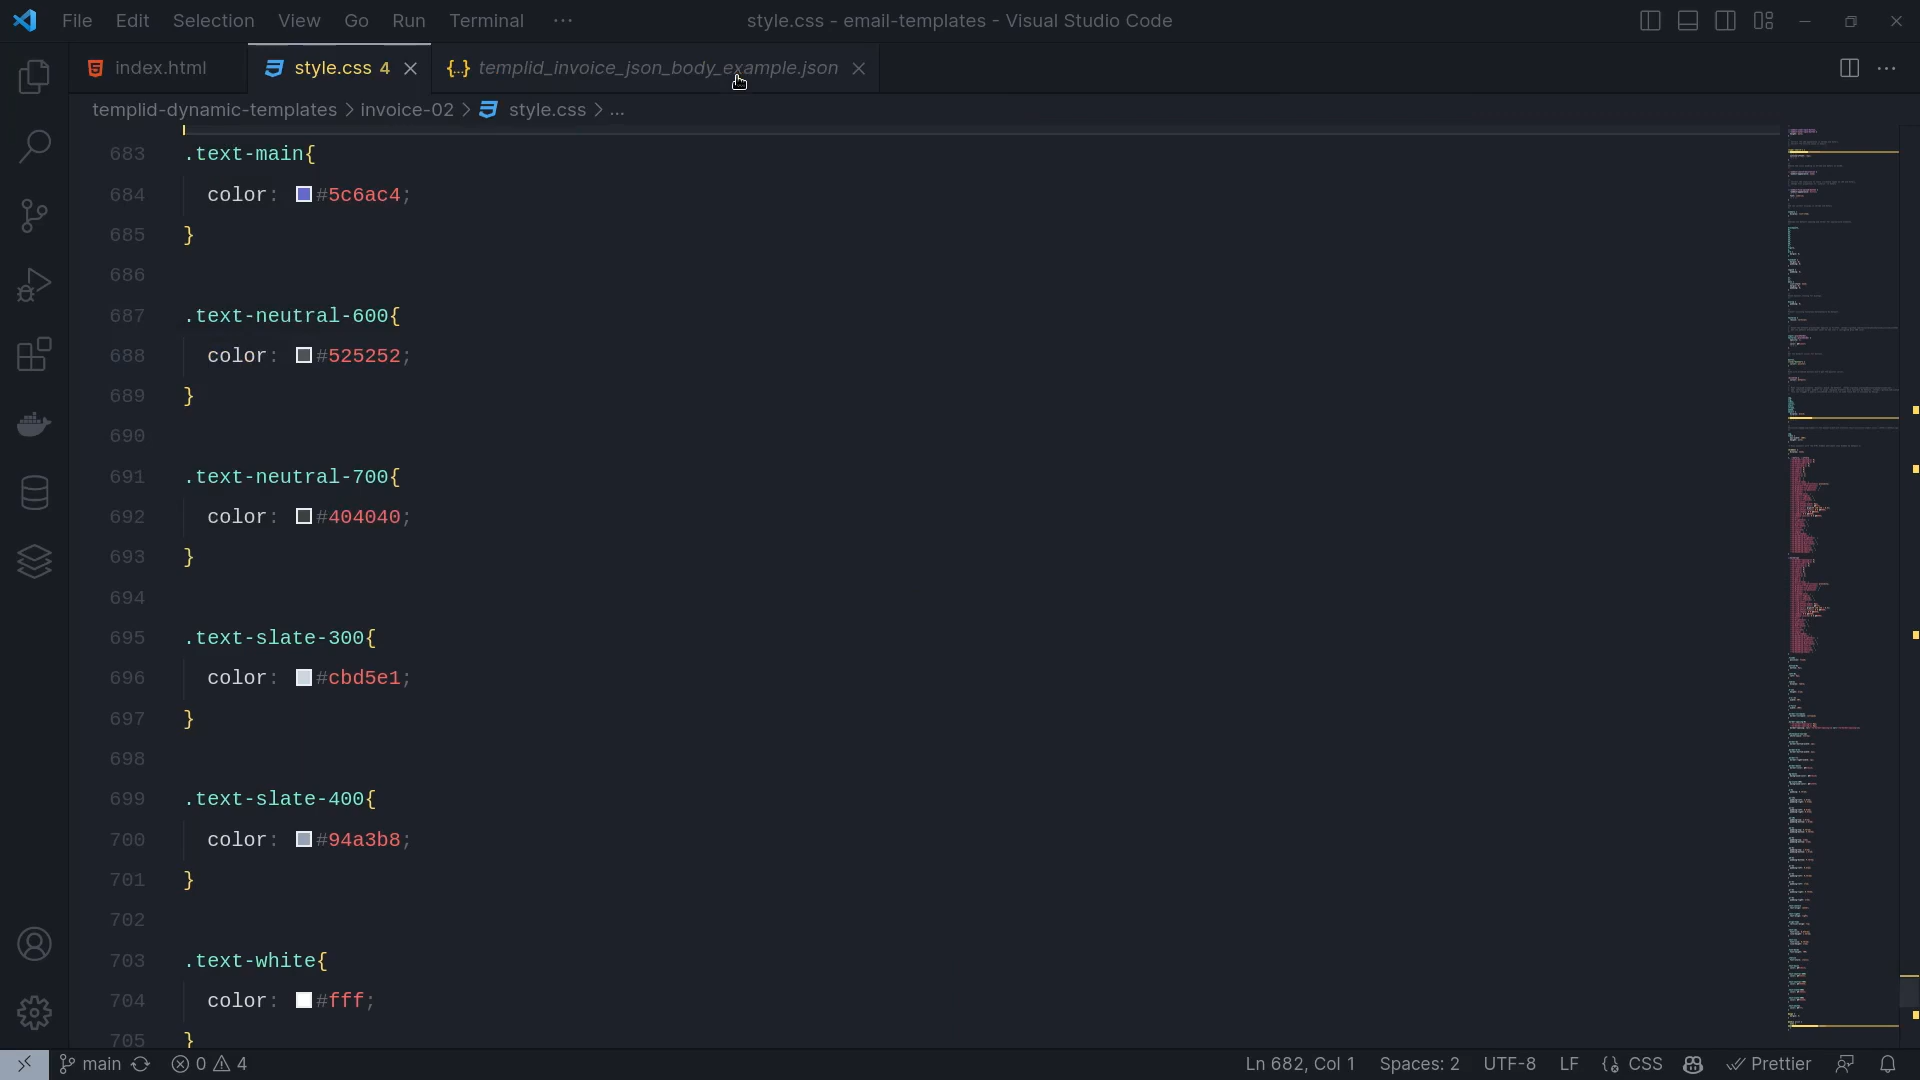 File Edit Selection View Go Run Terminal ··· style.css - email-templates - Visual Studio Code
index.html style.css 4 {..} templid_invoice_json_body_example.json
templid-dynamic-templates > invoice-02 > style.css > ...
683 .text-main{
684 color: #5c6ac4;
685 }
686
687 .text-neutral-600{
688 color: #525252;
689 }
690
691 .text-neutral-700{
692 color: #404040;
693 }
694
695 .text-slate-300{
696 color: #cbd5e1;
697 }
698
699 .text-slate-400{
700 color: #94a3b8;
701 }
702
703 .text-white{
704 color: #fff;
705 }
main 0 4 Ln 682, Col 1 Spaces: 2 UTF-8 LF CSS Prettier